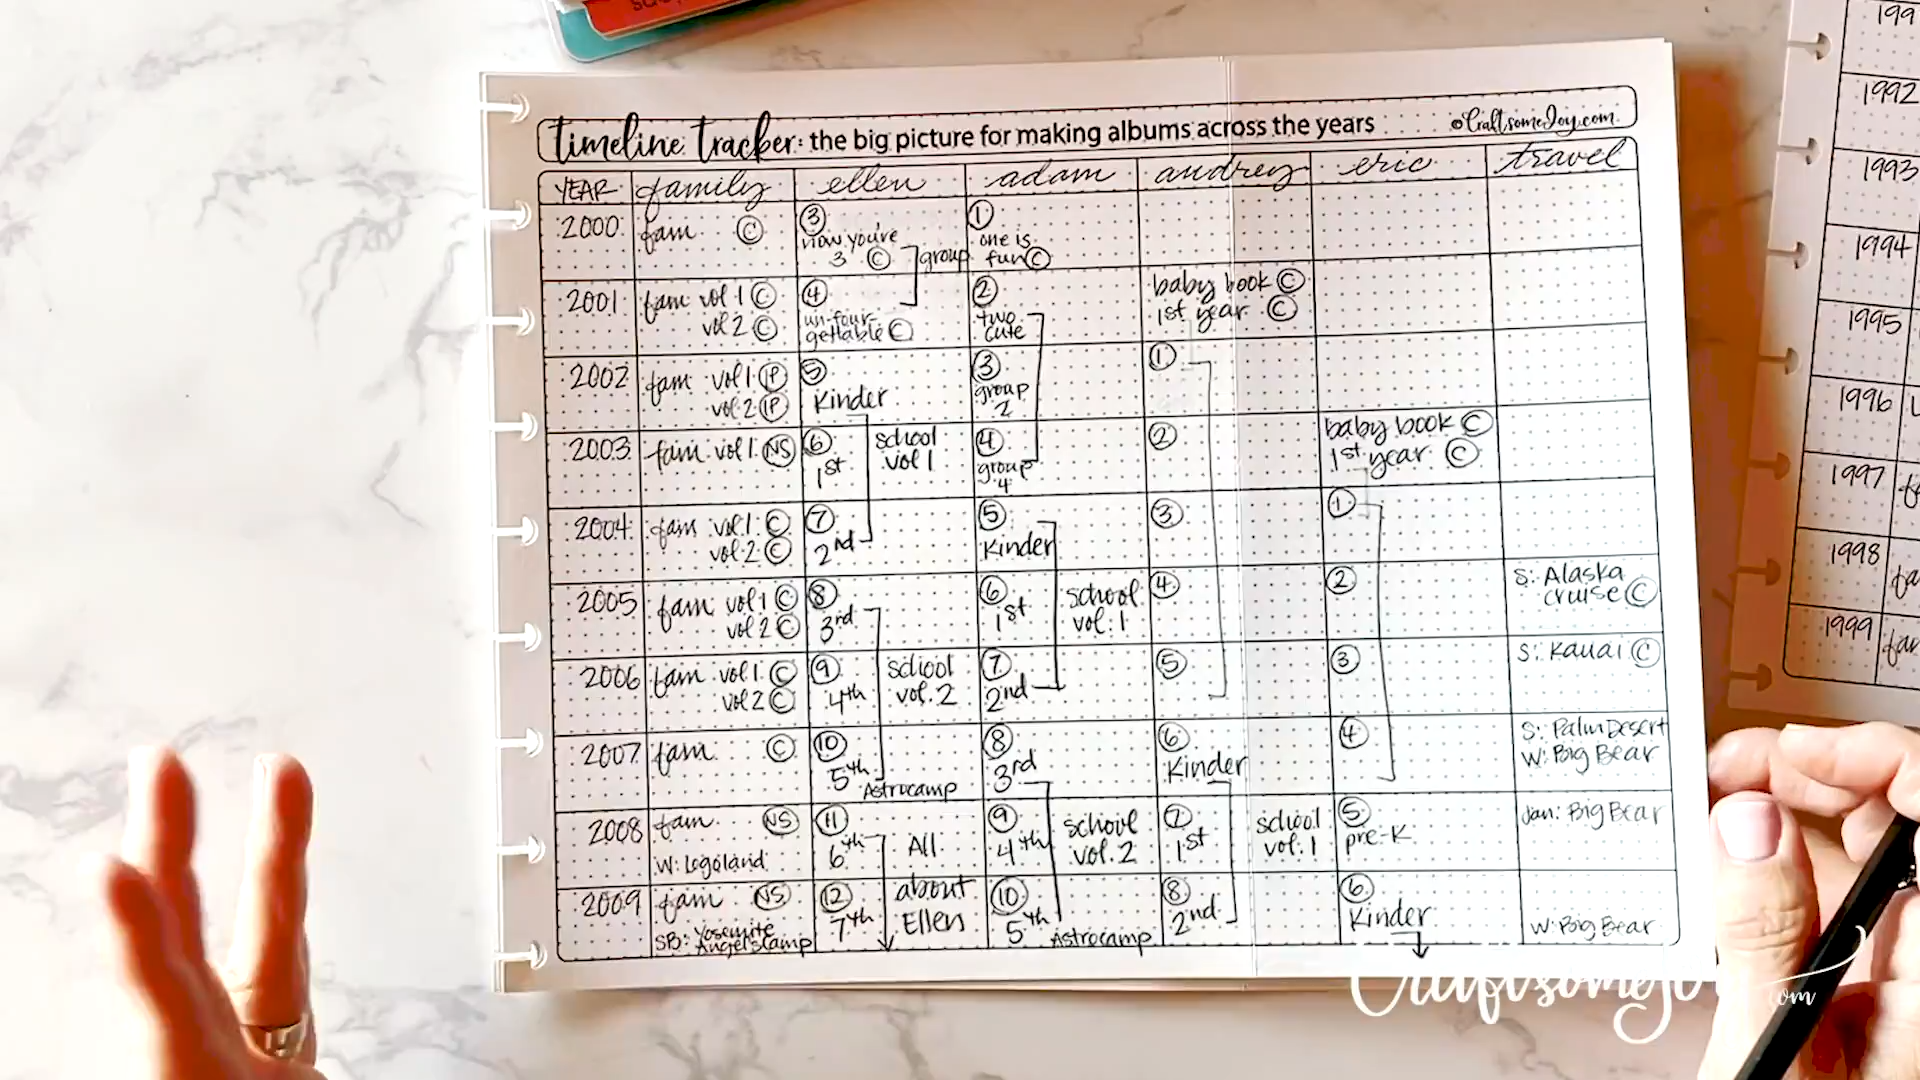 timeline tracker: the big picture for making albums across the years ©CraftsomeJoy.com
YEAR family ellen adam audrey eric travel
2000 fam Ⓒ
③ now you're
3 Ⓒ
group
① one is
fun Ⓒ
2001 fam vol 1 Ⓒ
vol 2 Ⓒ
④ un-four-
gettable Ⓒ
② two
cute
baby book Ⓒ
1st year Ⓒ
2002 fam vol 1 IP
vol 2 IP
⑤ Kinder
③ group
2
①
2003 fam vol 1 NS
⑥ 1st
school
vol 1
④ group
4
②
baby book Ⓒ
1st year Ⓒ
2004 fam vol 1 Ⓒ
vol 2 Ⓒ
⑦ 2nd
⑤ Kinder
③
①
2005 fam vol 1 Ⓒ
vol 2 Ⓒ
⑧ 3rd
⑥ 1st
school
vol. 1
④
②
S: Alaska
cruise Ⓒ
2006 fam vol 1 Ⓒ
vol 2 Ⓒ
⑨ 4th
school
vol. 2
⑦ 2nd
⑤
③
S: Kauai Ⓒ
2007 fam Ⓒ
⑩ 5th
Astrocamp
⑧ 3rd
⑥ Kinder
④
S: Palm Desert
W: Big Bear
2008 fam NS
W: Legoland
⑪ 6th
All
⑨ 4th
school
vol. 2
⑦ 1st
school
vol. 1
⑤ pre-K
Jan: Big Bear
2009 fam NS
SB: Yosemite
Angels Camp
⑫ 7th
about
Ellen
⑩ 5th
Astrocamp
⑧ 2nd
⑥ Kinder
W: Big Bear
199
1992
1993
1994
1995
1996
1997
1998
1999
CraftsomeJoy
.com